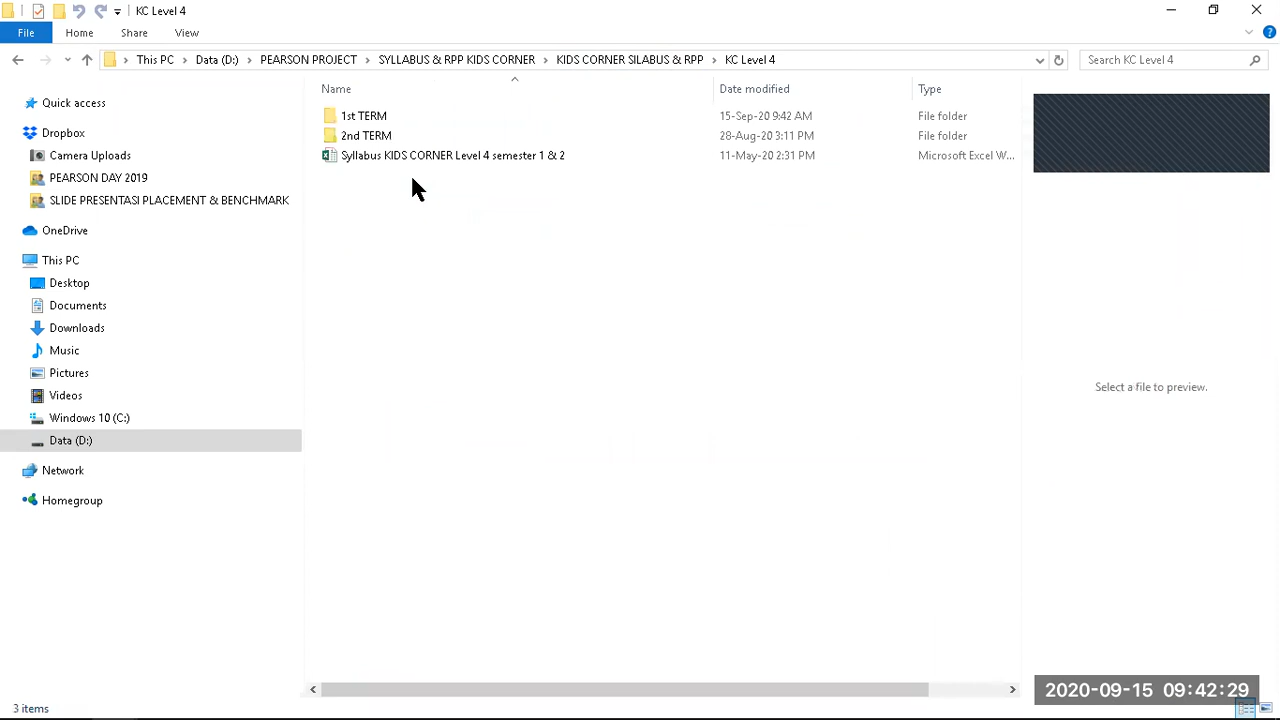 KC Level 4
File Home Share View
This PC Data (D:) PEARSON PROJECT SYLLABUS & RPP KIDS CORNER KIDS CORNER SILABUS & RPP KC Level 4 Search KC Level 4
Name Date modified Type
Quick access
Dropbox
Camera Uploads
PEARSON DAY 2019
SLIDE PRESENTASI PLACEMENT & BENCHMARK
OneDrive
This PC
Desktop
Documents
Downloads
Music
Pictures
Videos
Windows 10 (C:)
Data (D:)
Network
Homegroup
1st TERM 15-Sep-20 9:42 AM File folder
2nd TERM 28-Aug-20 3:11 PM File folder
Syllabus KIDS CORNER Level 4 semester 1 & 2 11-May-20 2:31 PM Microsoft Excel W...
Select a file to preview.
3 items
2020-09-15 09:42:29